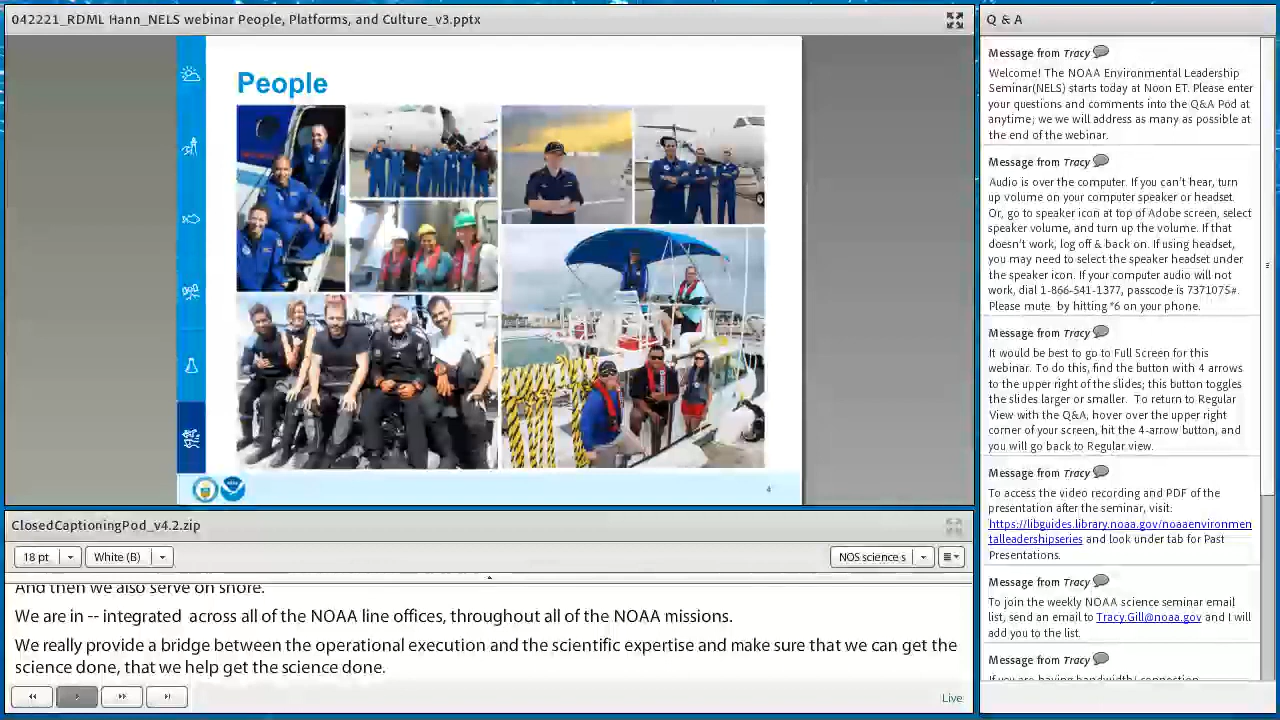 042221_RDML Hann_NELS webinar People, Platforms, and Culture_v3.pptx
People
4
ClosedCaptioningPod_v4.2.zip
18 pt
White (B)
NOS science s
And then we also serve on shore.
We are in -- integrated  across all of the NOAA line offices, throughout all of the NOAA missions.
We really provide a bridge between the operational execution and the scientific expertise and make sure that we can get the
science done, that we help get the science done.
Live
Q & A
Message from Tracy
Welcome! The NOAA Environmental Leadership
Seminar(NELS) starts today at Noon ET. Please enter
your questions and comments into the Q&A Pod at
anytime; we we will address as many as possible at
the end of the webinar.
Message from Tracy
Audio is over the computer. If you can't hear, turn
up volume on your computer speaker or headset.
Or, go to speaker icon at top of Adobe screen, select
speaker volume, and turn up the volume. If that
doesn't work, log off & back on. If using headset,
you may need to select the speaker headset under
the speaker icon. If your computer audio will not
work, dial 1-866-541-1377, passcode is 7371075#.
Please mute  by hitting *6 on your phone.
Message from Tracy
It would be best to go to Full Screen for this
webinar. To do this, find the button with 4 arrows
to the upper right of the slides; this button toggles
the slides larger or smaller.  To return to Regular
View with the Q&A, hover over the upper right
corner of your screen, hit the 4-arrow button, and
you will go back to Regular view.
Message from Tracy
To access the video recording and PDF of the
presentation after the seminar, visit:
https://libguides.library.noaa.gov/noaaenvironmen
talleadershipseries and look under tab for Past
Presentations.
Message from Tracy
To join the weekly NOAA science seminar email
list, send an email to Tracy.Gill@noaa.gov and I will
add you to the list.
Message from Tracy
If you are having bandwidth/ connection